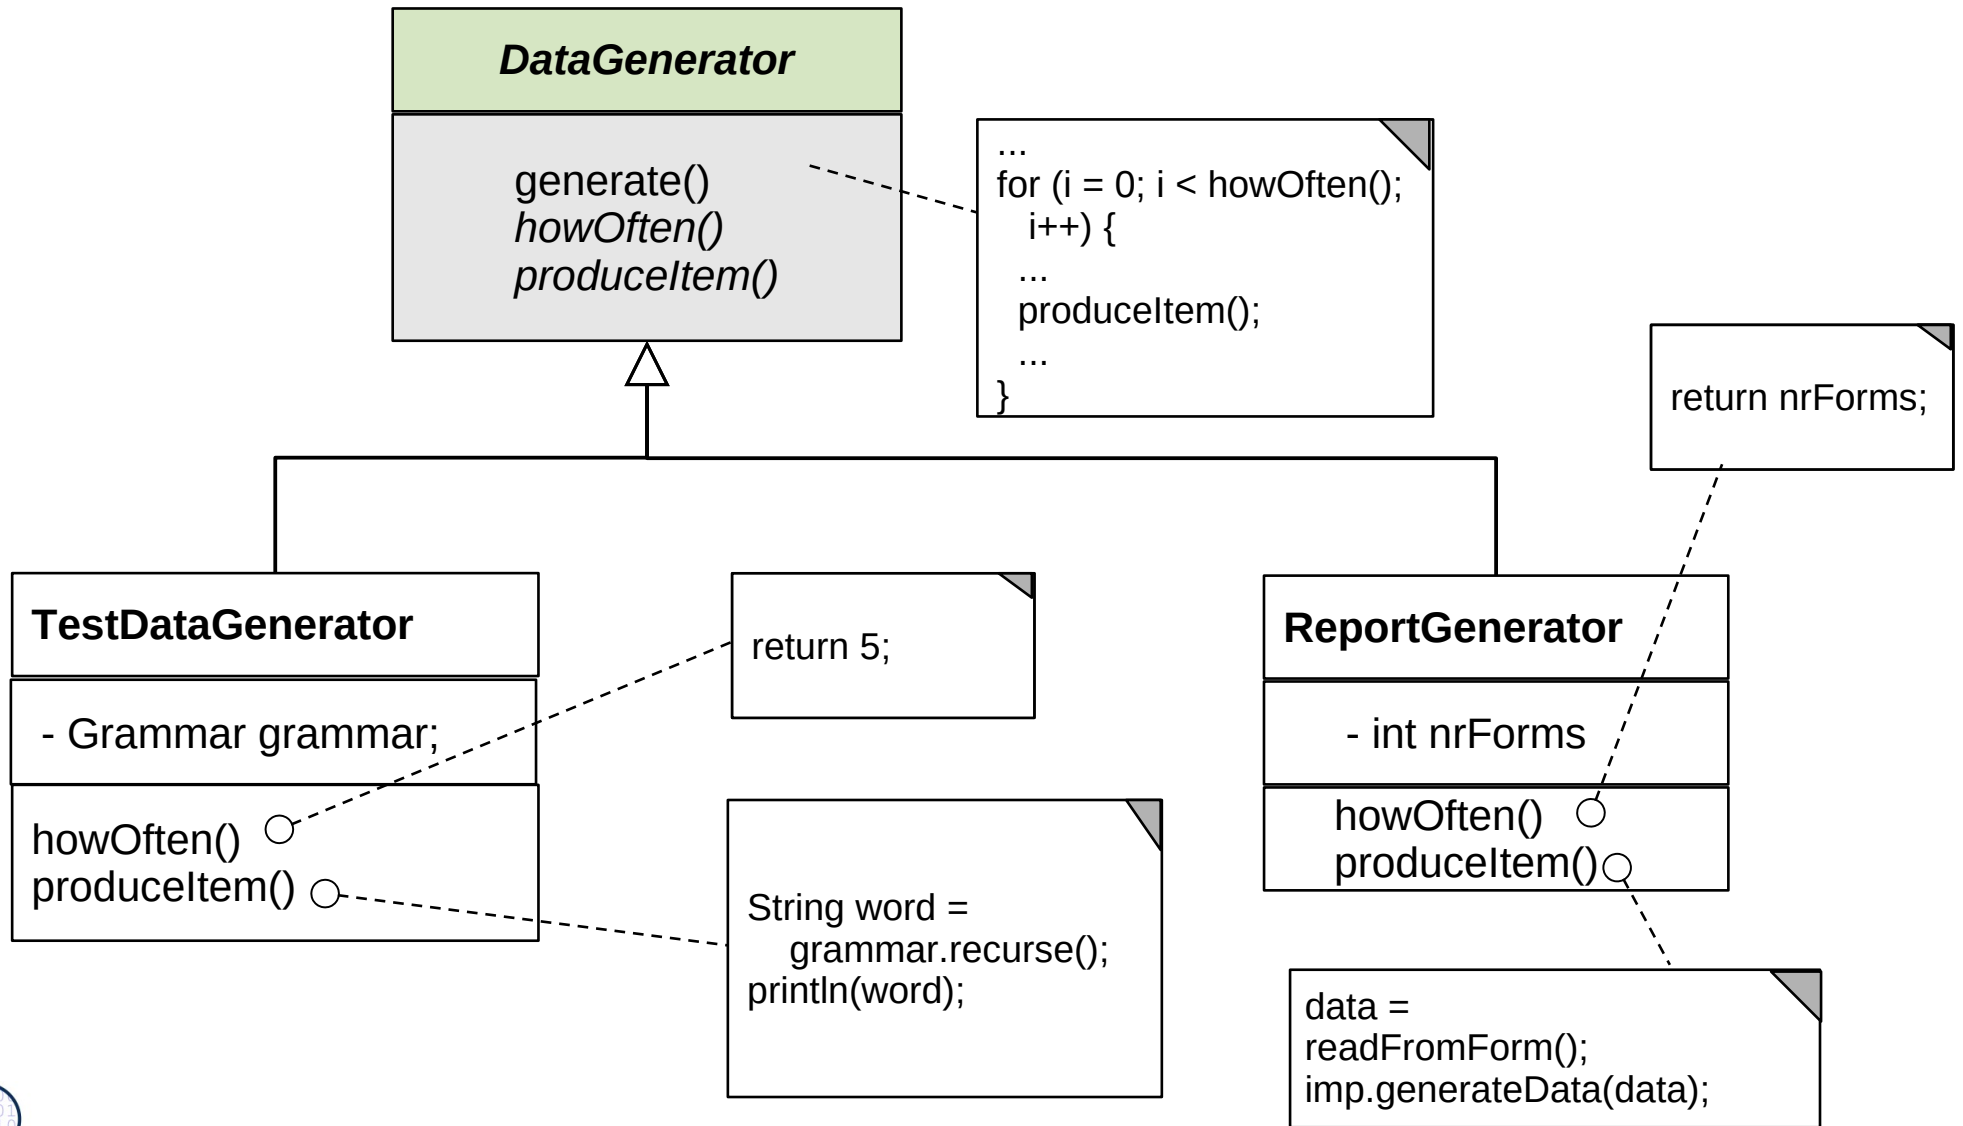 DataGenerator
generate()
howOften()
produceItem()
...
for (i = 0; i < howOften();
i++) {
...
produceItem();
...
}
return nrForms;
TestDataGenerator
- Grammar grammar;
howOften()
produceItem()
return 5;
String word =
grammar.recurse();
println(word);
ReportGenerator
- int nrForms
howOften()
produceItem()
data =
readFromForm();
imp.generateData(data);